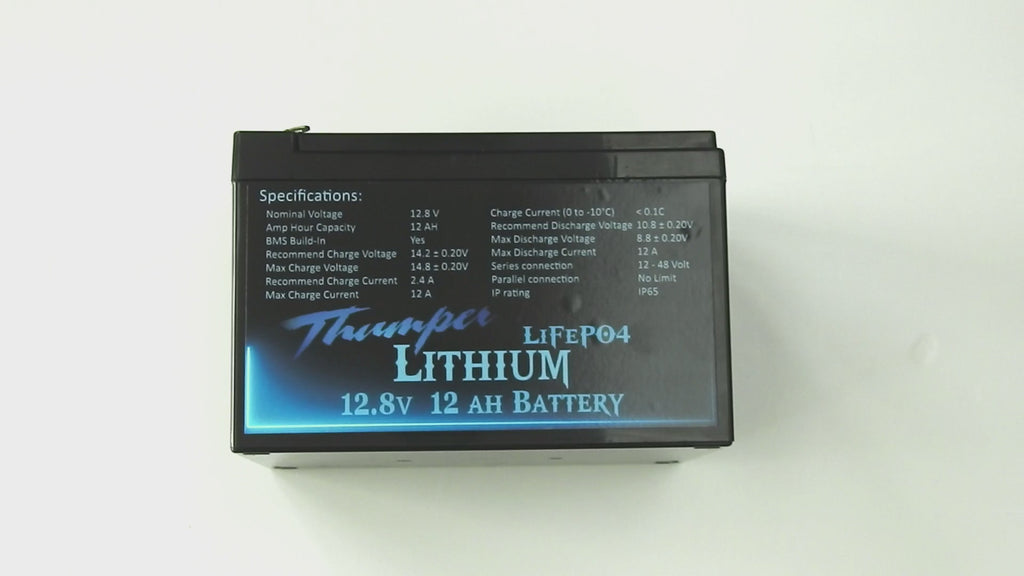 Specifications:
Nominal Voltage 12.8 V
Amp Hour Capacity 12 AH
BMS Build-In Yes
Recommend Charge Voltage 14.2 ± 0.20V
Max Charge Voltage 14.8 ± 0.20V
Recommend Charge Current 2.4 A
Max Charge Current 12 A
Charge Current (0 to -10°C) < 0.1C
Recommend Discharge Voltage 10.8 ± 0.20V
Max Discharge Voltage 8.8 ± 0.20V
Max Discharge Current 12 A
Series connection 12 - 48 Volt
Parallel connection No Limit
IP rating IP65
Thumper
LiFePO4
LITHIUM
12.8V 12 AH BATTERY